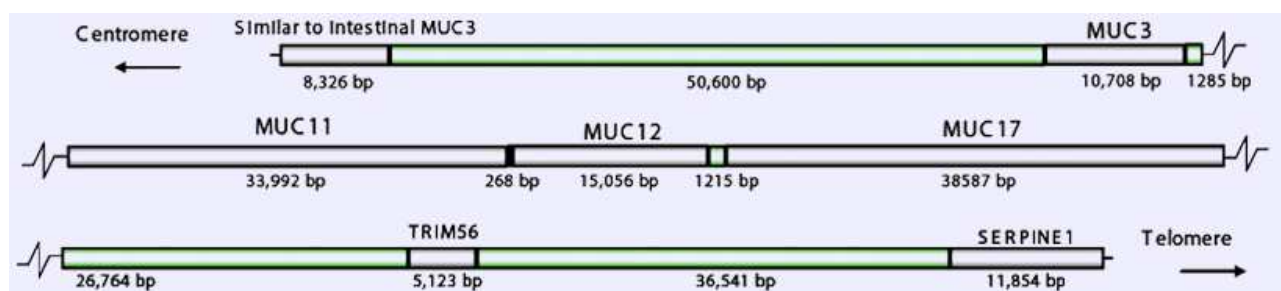 Centromere Similar to Intestinal MUC3 MUC3
8,326 bp 50,600 bp 10,708 bp 1285 bp
MUC11 MUC12 MUC17
33,992 bp 268 bp 15,056 bp 1215 bp 38587 bp
TRIM56 SERPINE1 Telomere
26,764 bp 5,123 bp 36,541 bp 11,854 bp